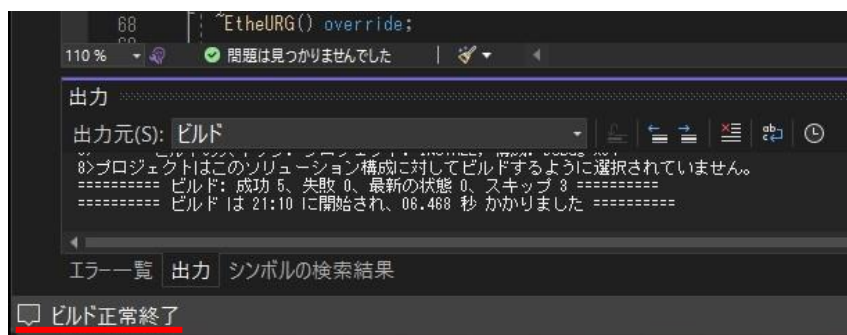 68 ~EtheURG() override;
110 % 問題は見つかりませんでした
出力
出力元(S): ビルド
8>プロジェクトはこのソリューション構成に対してビルドするように選択されていません。
========== ビルド: 成功 5、失敗 0、最新の状態 0、スキップ 3 ==========
========== ビルド は 21:10 に開始され、06.468 秒 かかりました ==========
エラー一覧 出力 シンボルの検索結果
ビルド正常終了